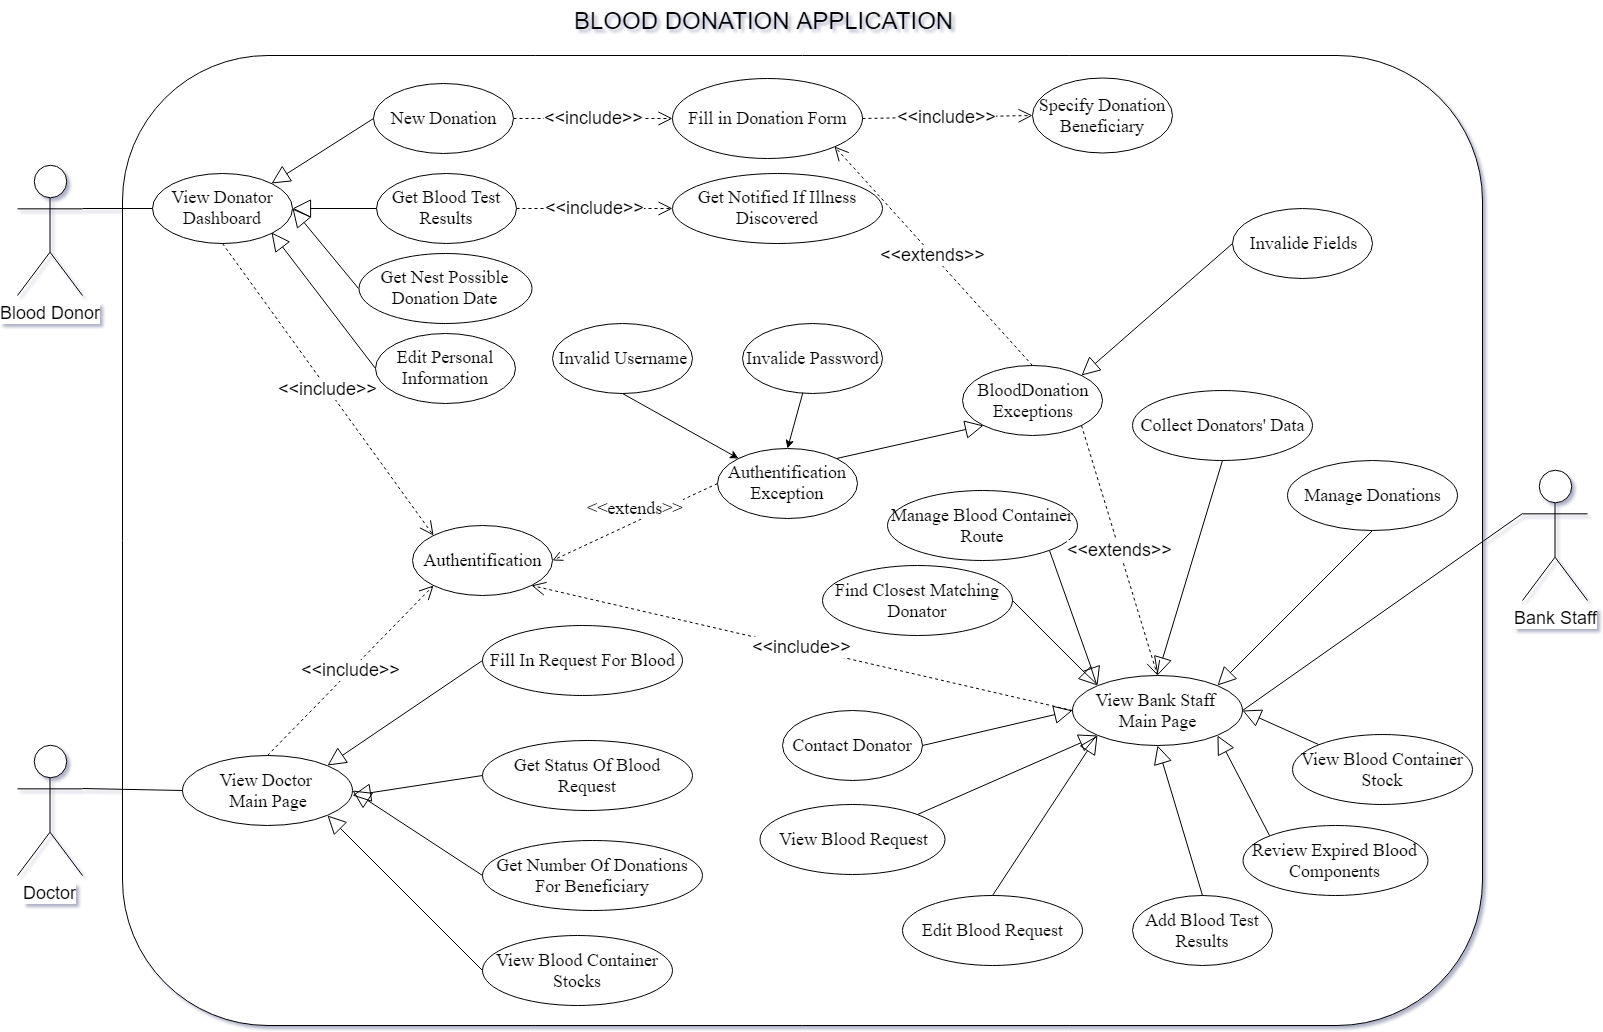 BLOOD DONATION APPLICATION
New Donation
<<include>>
Fill in Donation Form
<<include>>
Specify Donation
Beneficiary
View Donator
Dashboard
Get Blood Test
Results
<<include>>
Get Notified If Illness
Discovered
Blood Donor
Get Nest Possible
Donation Date
<<extends>>
Invalide Fields
Edit Personal
Information
<<include>>
Invalid Username
Invalide Password
BloodDonation
Exceptions
Collect Donators' Data
Authentification
Exception
<<extends>>
Manage Blood Container
Route
Manage Donations
<<extends>>
Authentification
Find Closest Matching
Donator
Bank Staff
<<include>>
<<include>>
Fill In Request For Blood
View Bank Staff
Main Page
Contact Donator
View Blood Container
Stock
View Doctor
Main Page
Get Status Of Blood
Request
View Blood Request
Review Expired Blood
Components
Doctor
Get Number Of Donations
For Beneficiary
Edit Blood Request
Add Blood Test
Results
View Blood Container
Stocks